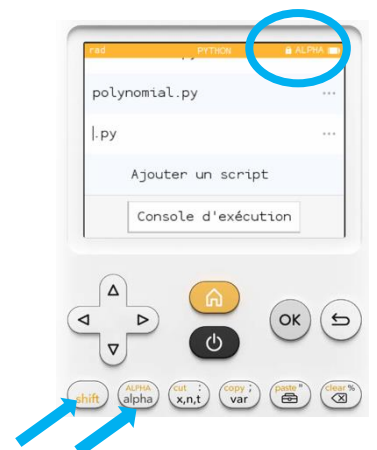 rad PYTHON ALPHA
polynomial.py ...
.py ...
Ajouter un script
Console d'exécution
OK
ALPHA cut : copy ; paste " clear %
shift alpha x,n,t var